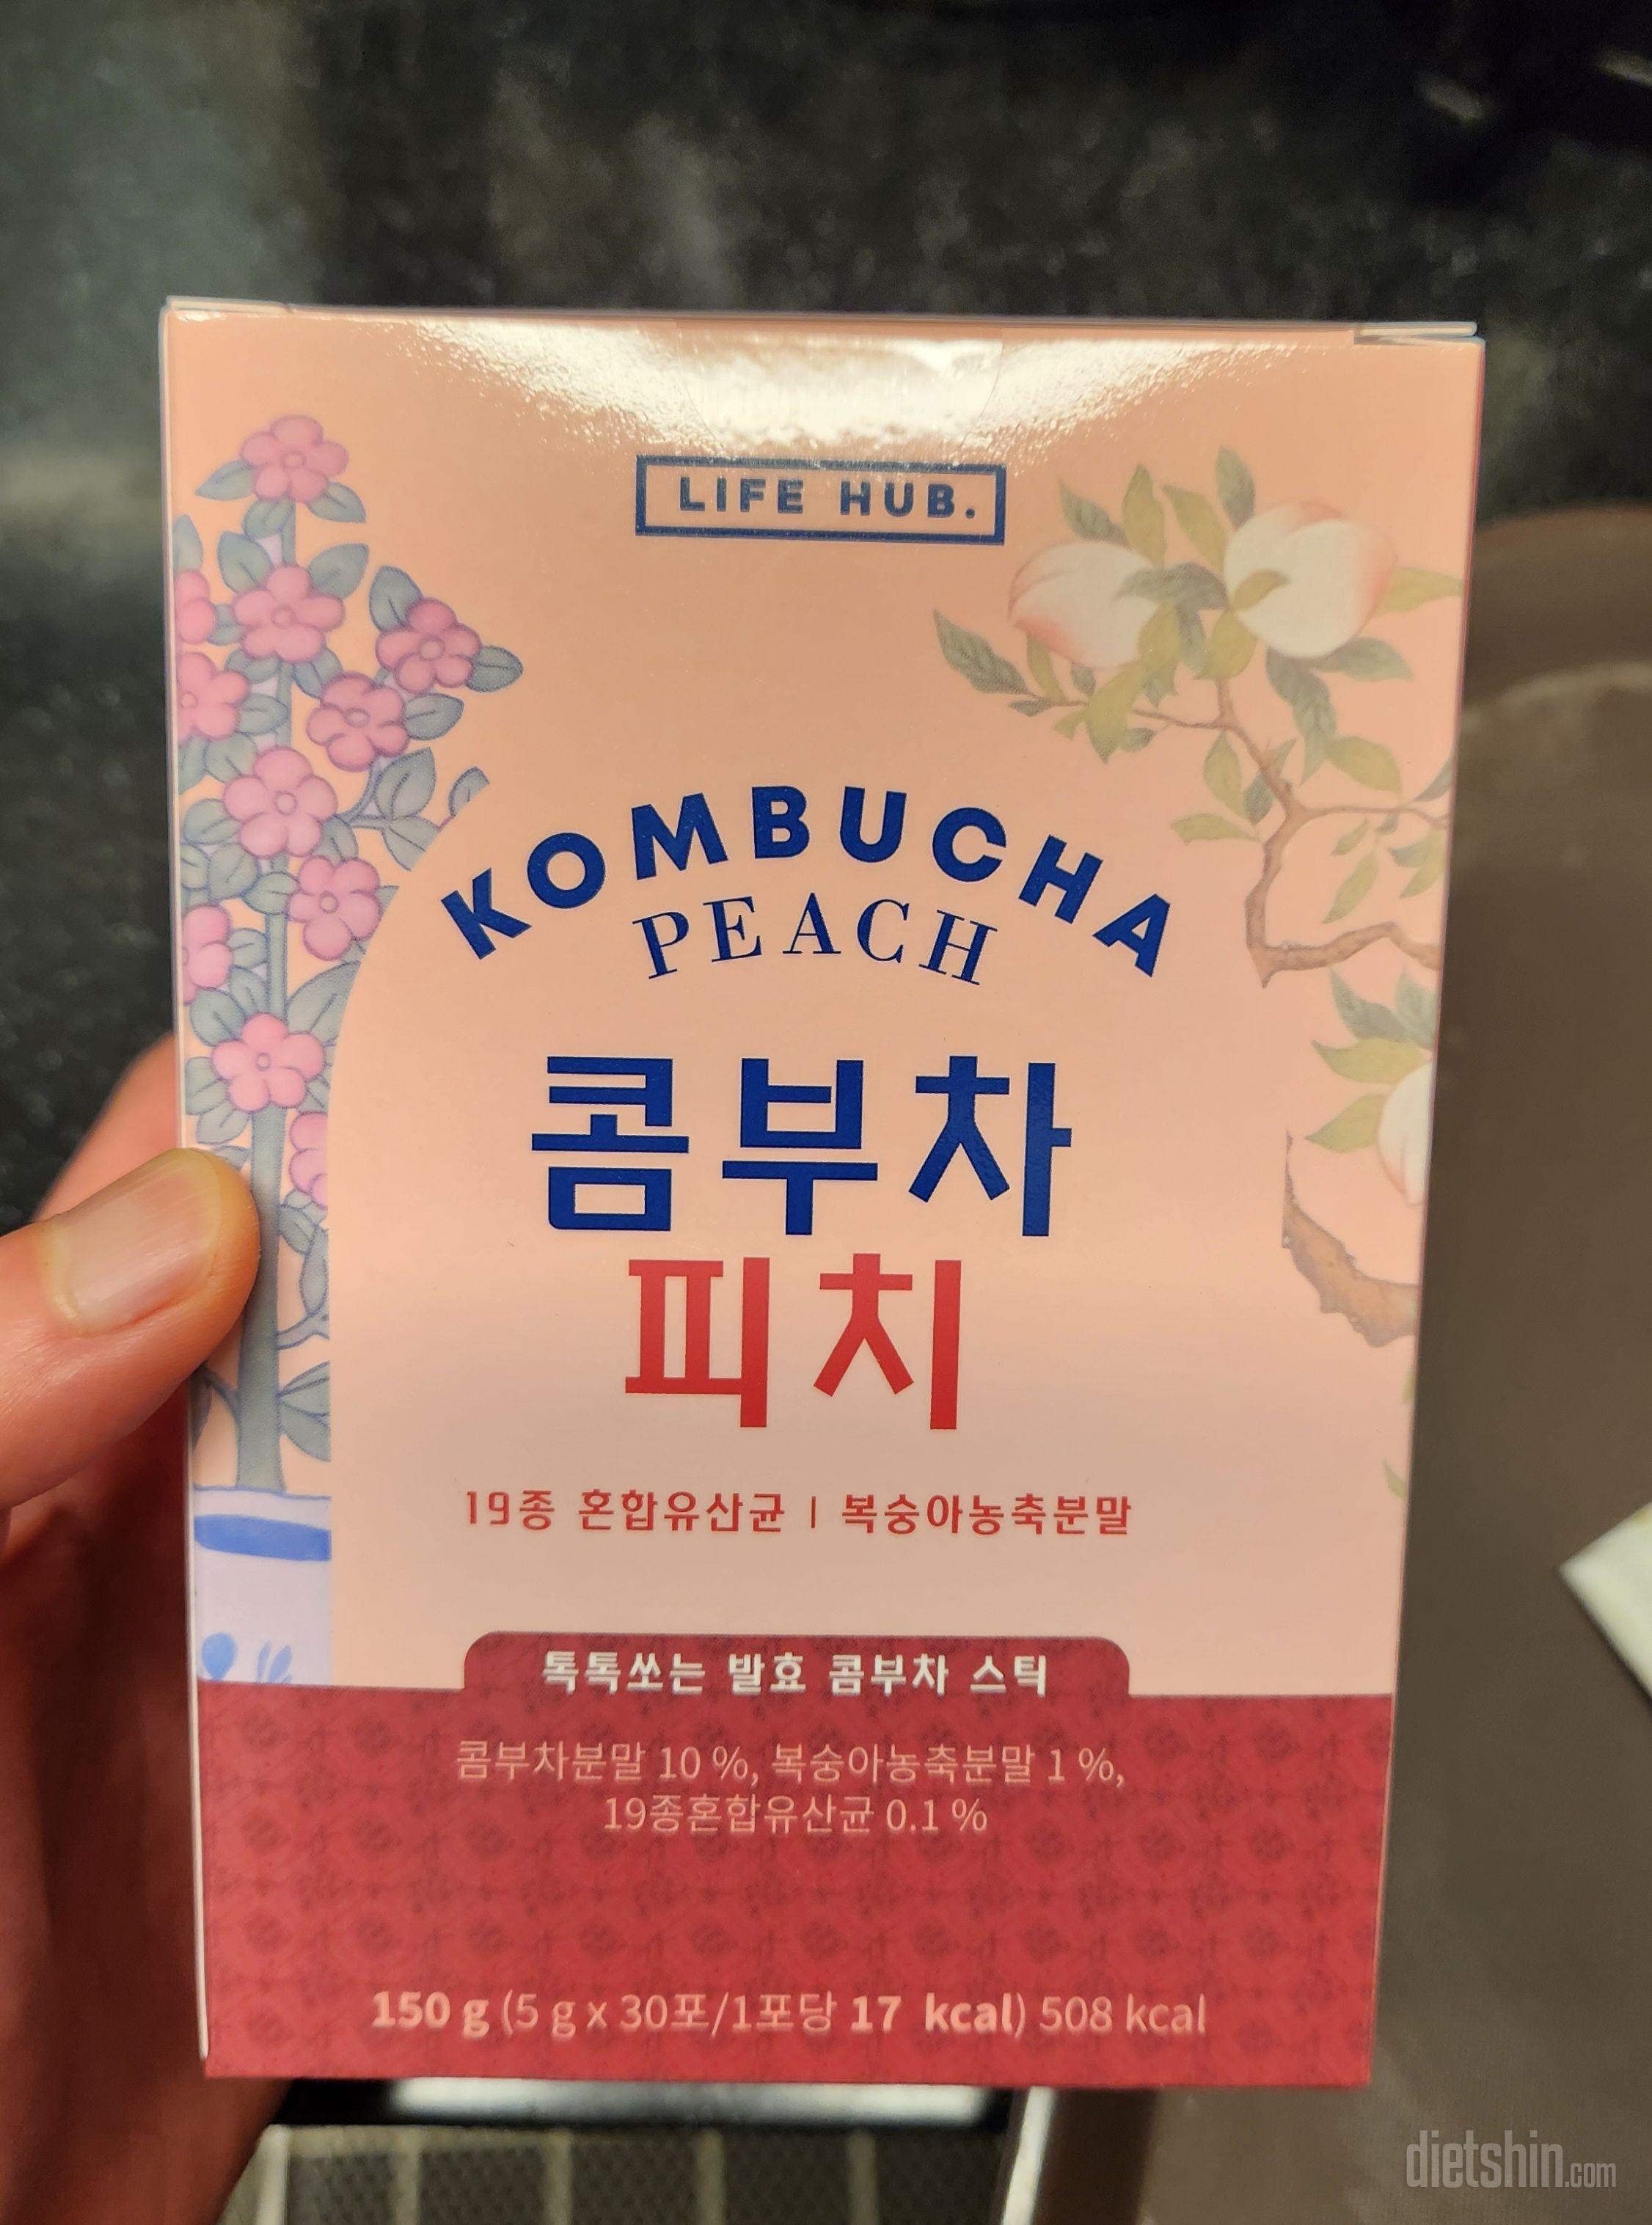 LIFE HUB.
KOMBUCHA
PEACH
콤부차
피치
19종 혼합유산균 | 복숭아농축분말
톡톡쏘는 발효 콤부차 스틱
콤부차분말 10 %, 복숭아농축분말 1 %,
19종혼합유산균 0.1 %
150 g (5 g x 30포/1포당 17 kcal) 508 kcal
dietshin.com